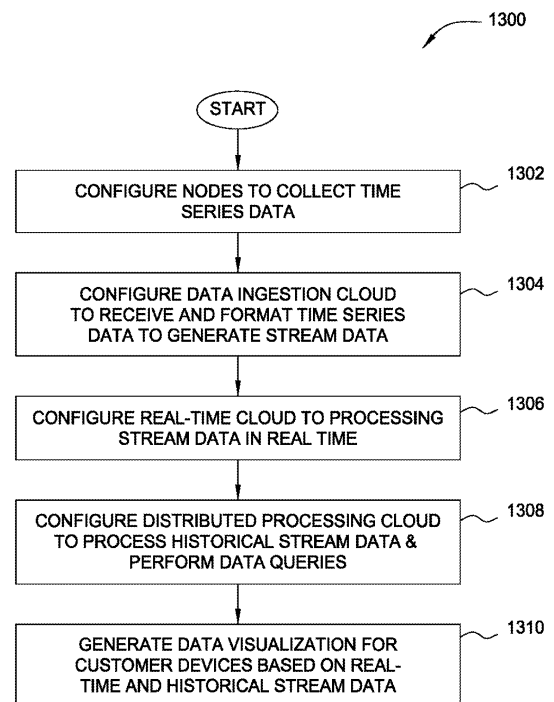 1300
START
CONFIGURE NODES TO COLLECT TIME
SERIES DATA
1302
CONFIGURE DATA INGESTION CLOUD
TO RECEIVE AND FORMAT TIME SERIES
DATA TO GENERATE STREAM DATA
1304
CONFIGURE REAL-TIME CLOUD TO PROCESSING
STREAM DATA IN REAL TIME
1306
CONFIGURE DISTRIBUTED PROCESSING CLOUD
TO PROCESS HISTORICAL STREAM DATA &
PERFORM DATA QUERIES
1308
GENERATE DATA VISUALIZATION FOR
CUSTOMER DEVICES BASED ON REAL-
TIME AND HISTORICAL STREAM DATA
1310